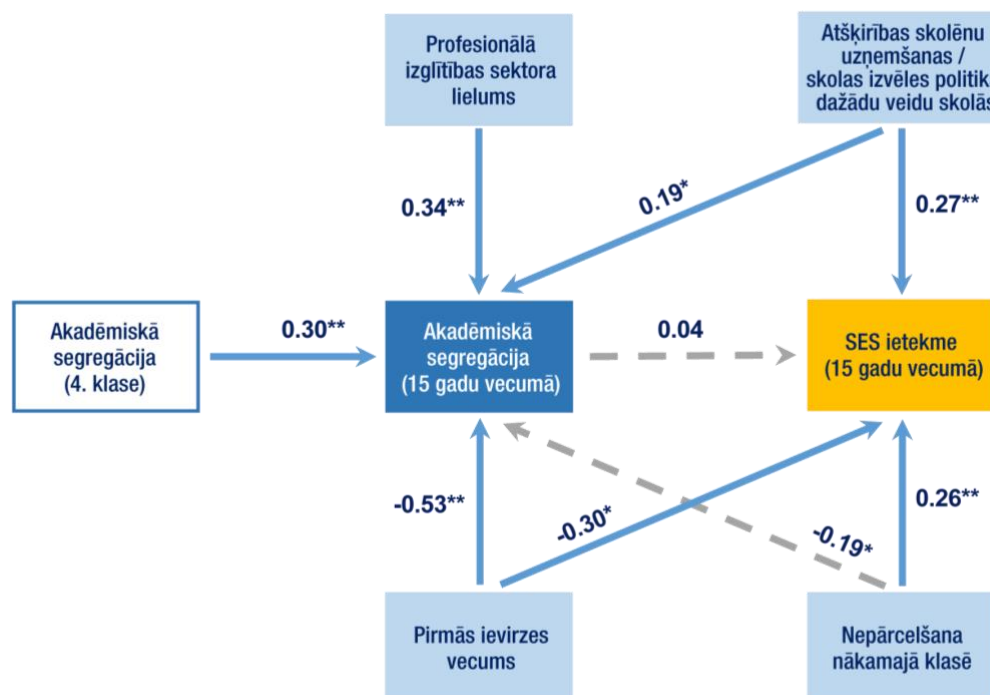 Profesionālā
izglītības sektora
lielums
Atšķirības skolēnu
uzņemšanas /
skolas izvēles politik
dažādu veidu skolās
0.34**
0.19*
0.27**
Akadēmiskā
segregācija
(4. klase)
0.30**
Akadēmiskā
segregācija
(15 gadu vecumā)
0.04
SES ietekme
(15 gadu vecumā)
-0.53**
-0.30*
-0.19*
0.26**
Pirmās ievirzes
vecums
Nepārcelšana
nākamajā klasē